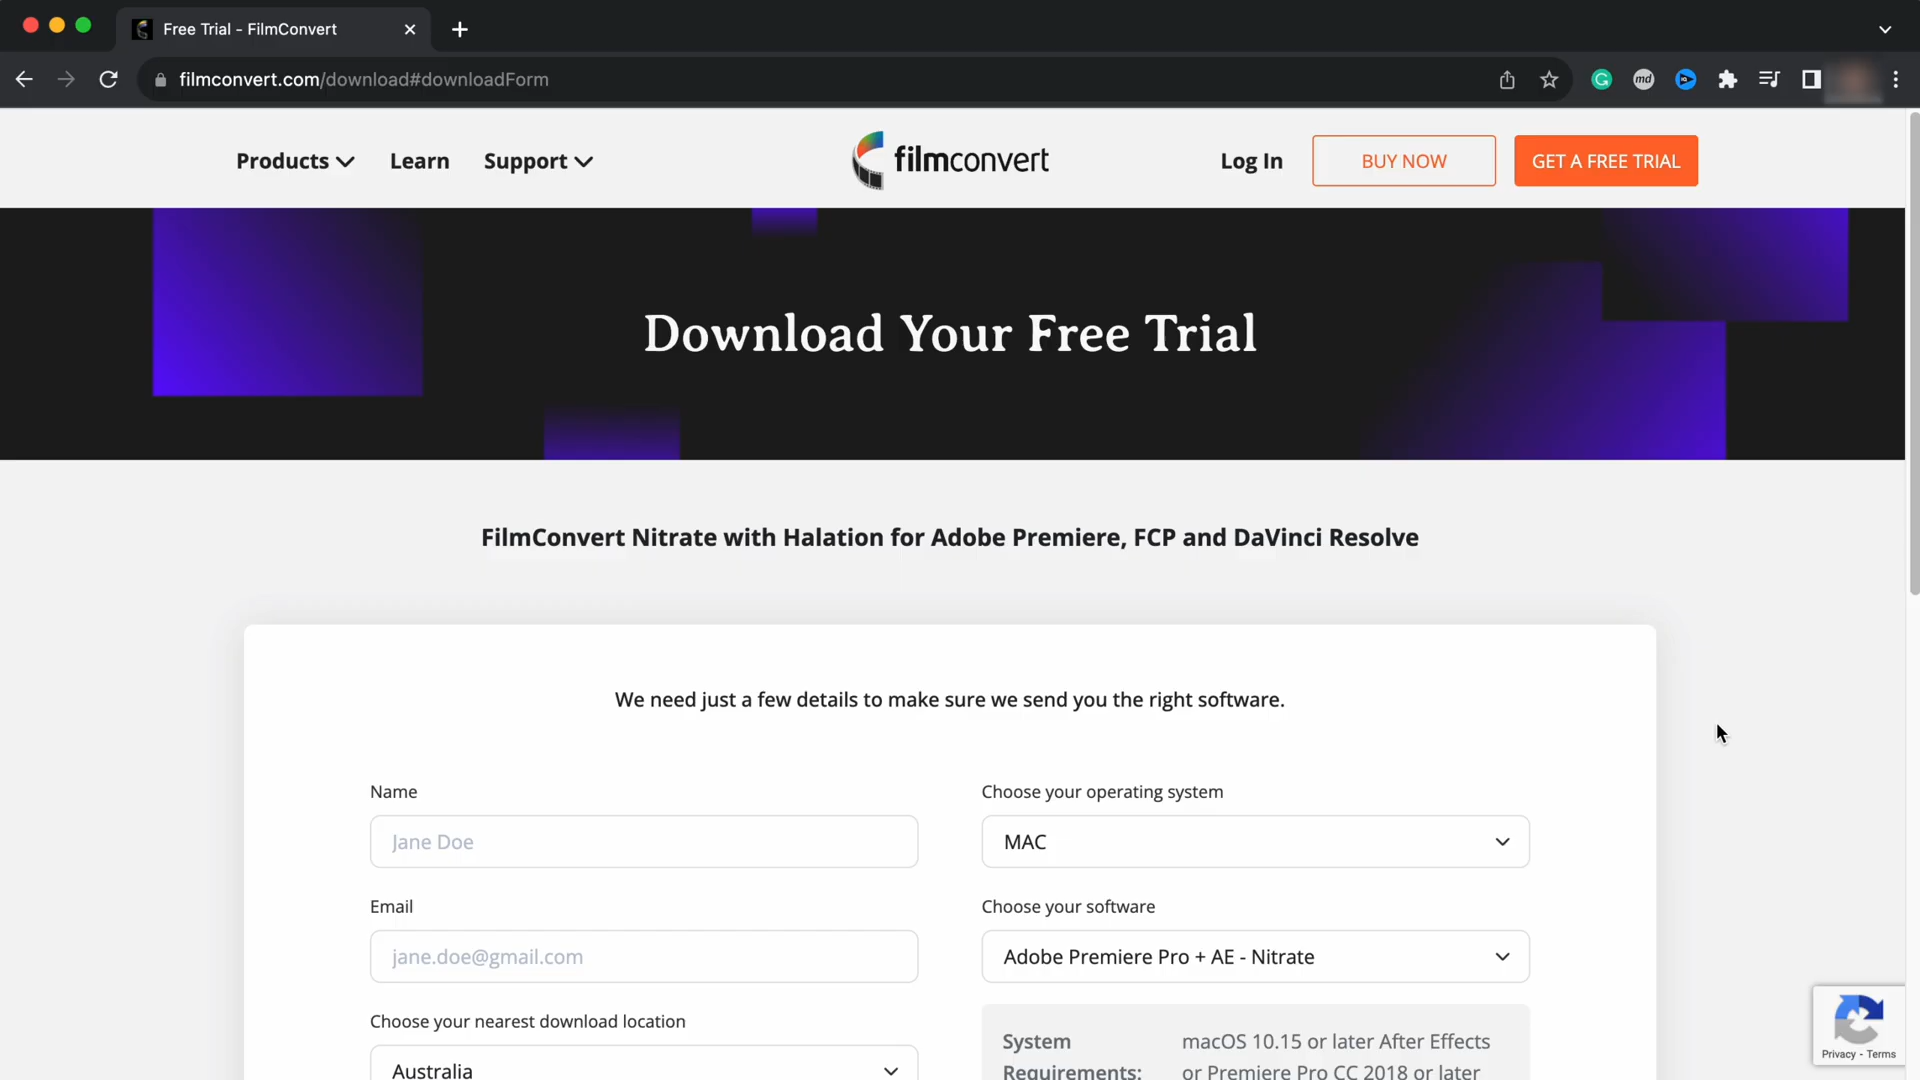 Free Trial - FilmConvert
filmconvert.com/download#downloadForm
md
Products Learn Support filmconvert Log In BUY NOW GET A FREE TRIAL
Download Your Free Trial
FilmConvert Nitrate with Halation for Adobe Premiere, FCP and DaVinci Resolve
We need just a few details to make sure we send you the right software.
Name
Jane Doe
Email
jane.doe@gmail.com
Choose your nearest download location
Australia
Choose your operating system
MAC
Choose your software
Adobe Premiere Pro + AE - Nitrate
System macOS 10.15 or later After Effects
Requirements: or Premiere Pro CC 2018 or later
Privacy - Terms